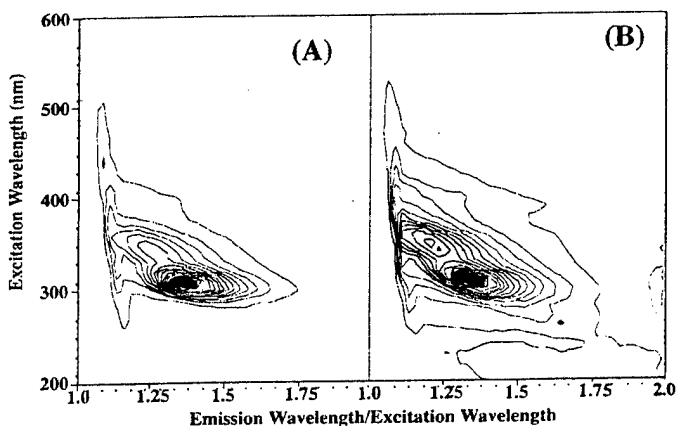 600
500
400
300
200
Excitation Wavelength (nm)
(A)
(B)
1.0 1.25 1.5 1.75 1.0 1.25 1.5 1.75 2.0
Emission Wavelength/Excitation Wavelength